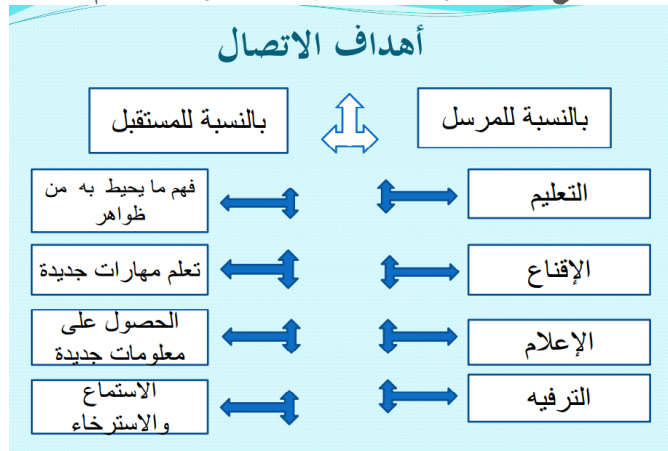 أهداف الاتصال
بالنسبة للمرسل
بالنسبة للمستقبل
التعليم
فهم ما يحيط به من
ظواهر
الإقناع
تعلم مهارات جديدة
الإعلام
الحصول على
معلومات جديدة
الترفيه
الاستماع
والاسترخاء